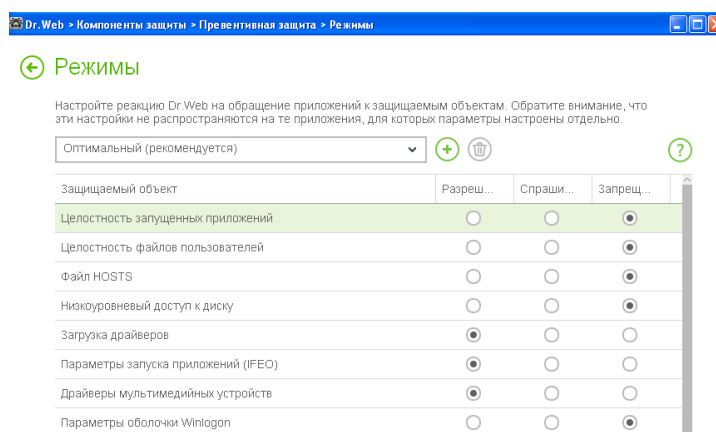 Dr.Web > Компоненты защиты > Превентивная защита > Режимы
Режимы
Настройте реакцию Dr.Web на обращение приложений к защищаемым объектам. Обратите внимание, что
эти настройки не распространяются на те приложения, для которых параметры настроены отдельно.
Оптимальный (рекомендуется)
Защищаемый объект Разреш... Спраши... Запрещ...
Целостность запущенных приложений
Целостность файлов пользователей
Файл HOSTS
Низкоуровневый доступ к диску
Загрузка драйверов
Параметры запуска приложений (IFEO)
Драйверы мультимедийных устройств
Параметры оболочки Winlogon